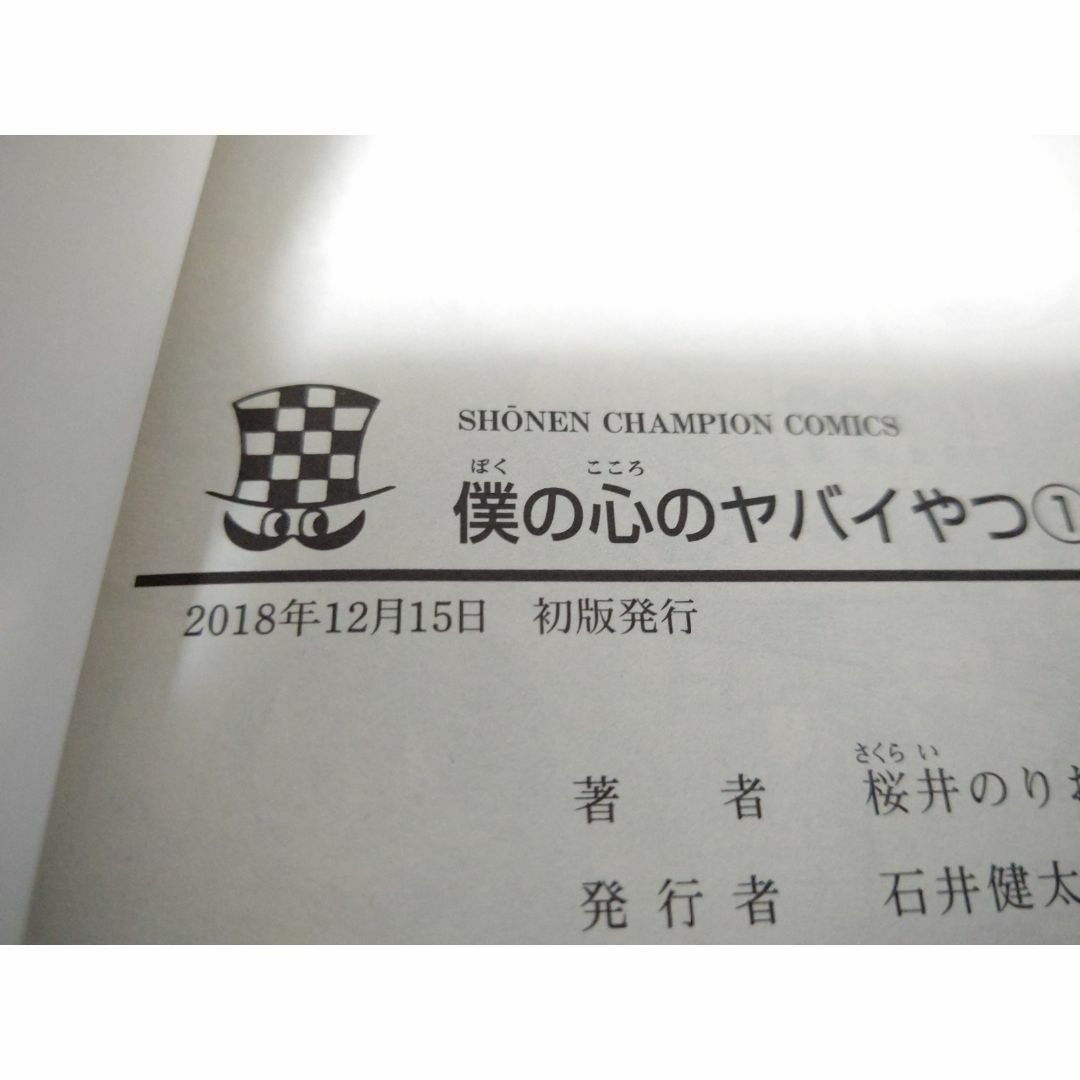 SHŌNEN CHAMPION COMICS
ぼく こころ
僕の心のヤバイやつ①
2018年12月15日 初版発行
さくら い
著 者 桜井のりお
発 行 者 石井健太